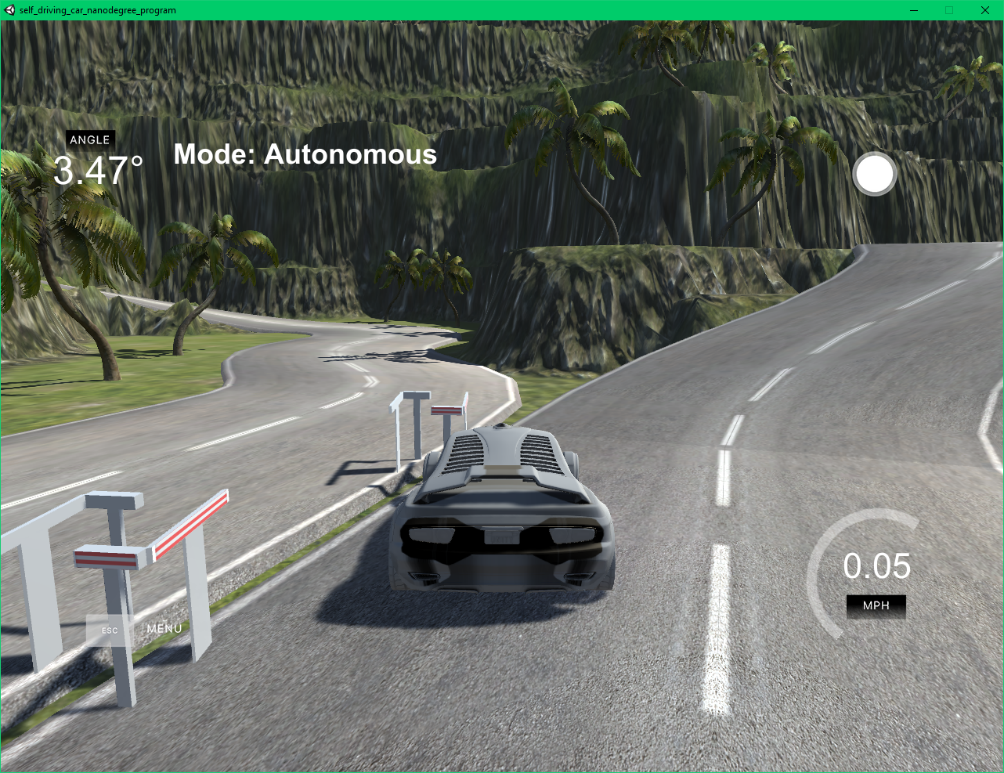 self_driving_car_nanodegree_program
ANGLE
3.47°
Mode: Autonomous
0.05
MPH
ESC
MENU